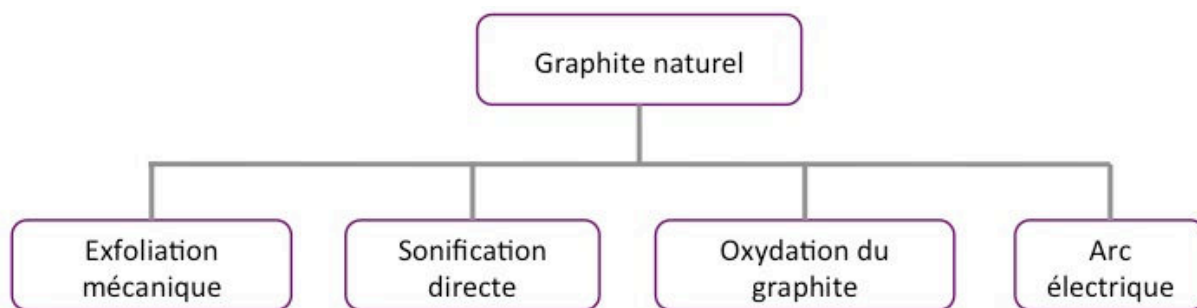 Graphite naturel
Exfoliation
mécanique
Sonification
directe
Oxydation du
graphite
Arc
électrique